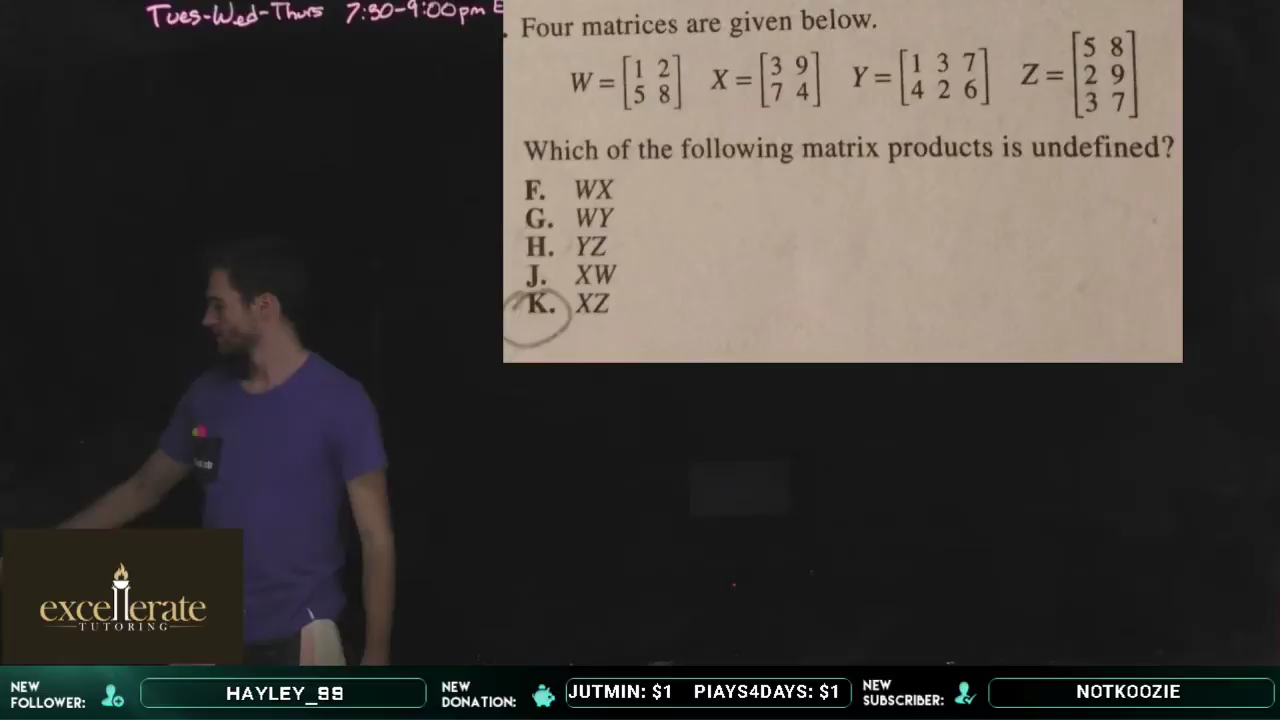 Tues-Wed-Thurs 7:30-9:00pm E
. Four matrices are given below.
W = [1 2 5 8] X = [3 9 7 4] Y = [1 3 7 4 2 6] Z = [5 8 2 9 3 7]
Which of the following matrix products is undefined?
F. WX
G. WY
H. YZ
J. XW
K. XZ
excellerate
TUTORING
NEW FOLLOWER: HAYLEY_99
NEW DONATION: JUTMIN: $1 PIAYS4DAYS: $1
NEW SUBSCRIBER: NOTKOOZIE